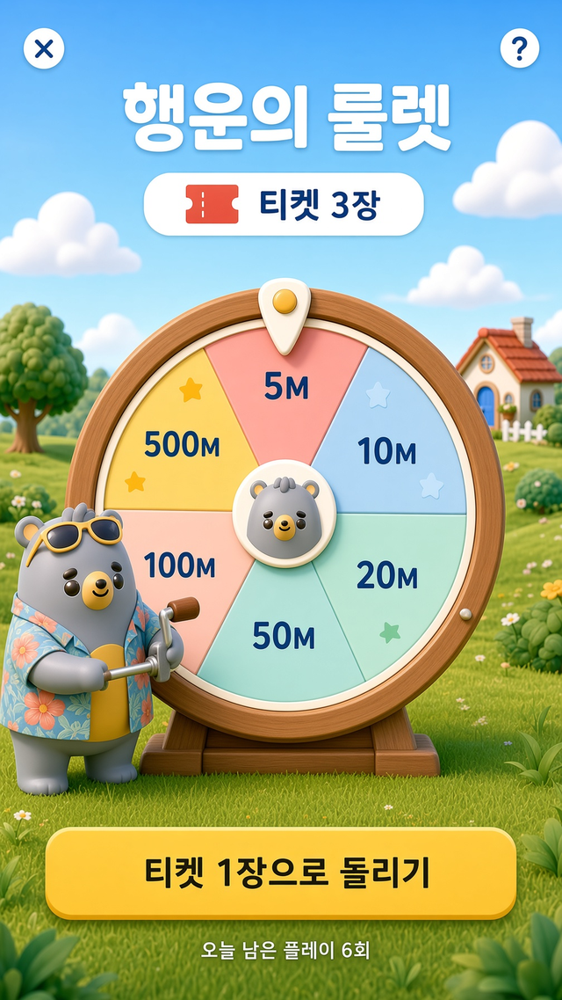 행운의 룰렛
티켓 3장
5M
10M
20M
50M
100M
500M
티켓 1장으로 돌리기
오늘 남은 플레이 6회